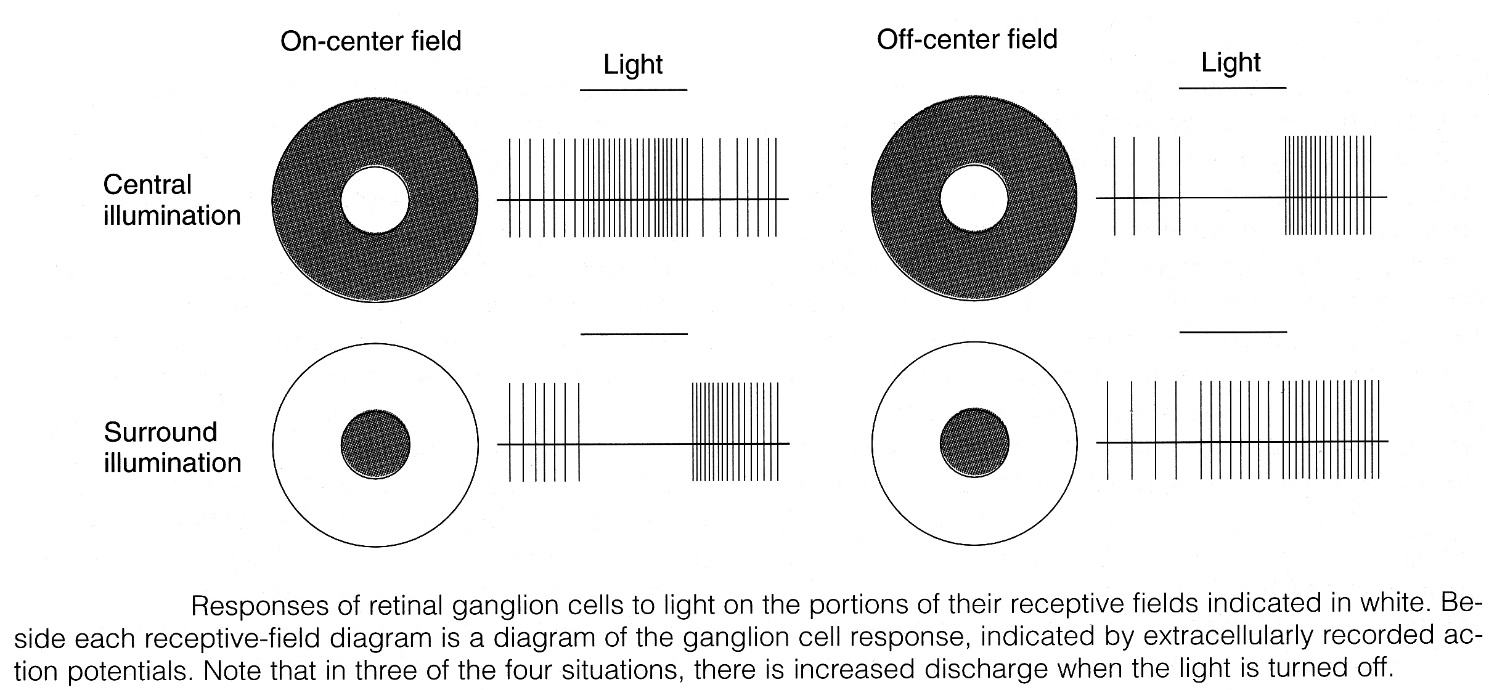 On-center field
Off-center field
Light
Light
Central
illumination
Surround
illumination
Responses of retinal ganglion cells to light on the portions of their receptive fields indicated in white. Be-
side each receptive-field diagram is a diagram of the ganglion cell response, indicated by extracellularly recorded ac-
tion potentials. Note that in three of the four situations, there is increased discharge when the light is turned off.